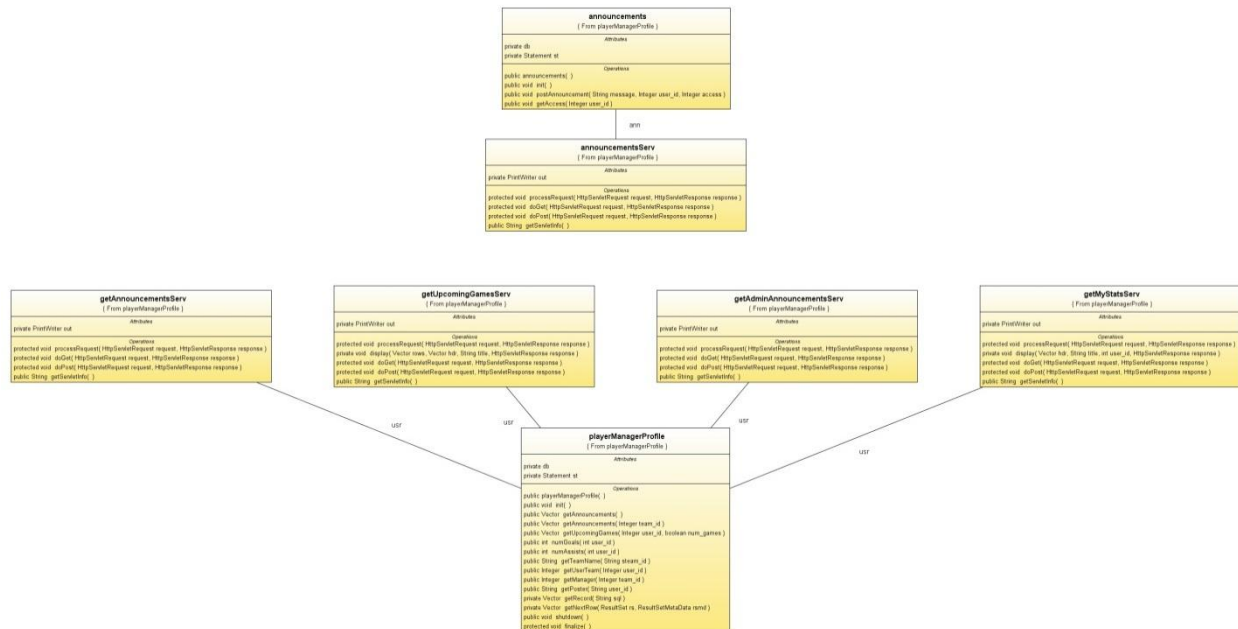 announcements
{ From playerManagerProfile }
Attributes
private db
private Statement st
Operations
public announcements( )
public void init( )
public void postAnnouncement( String message, Integer user_id, Integer access )
public void getAccess( Integer user_id )
ann
announcementsServ
{ From playerManagerProfile }
Attributes
private PrintWriter out
Operations
protected void processRequest( HttpServletRequest request, HttpServletResponse response )
protected void doGet( HttpServletRequest request, HttpServletResponse response )
protected void doPost( HttpServletRequest request, HttpServletResponse response )
public String getServletInfo( )
getAnnouncementsServ
{ From playerManagerProfile }
Attributes
private PrintWriter out
Operations
protected void processRequest( HttpServletRequest request, HttpServletResponse response )
protected void doGet( HttpServletRequest request, HttpServletResponse response )
protected void doPost( HttpServletRequest request, HttpServletResponse response )
public String getServletInfo( )
getUpcomingGamesServ
{ From playerManagerProfile }
Attributes
private PrintWriter out
Operations
protected void processRequest( HttpServletRequest request, HttpServletResponse response )
private void display( Vector rows, Vector hdr, String title, HttpServletResponse response )
protected void doGet( HttpServletRequest request, HttpServletResponse response )
protected void doPost( HttpServletRequest request, HttpServletResponse response )
public String getServletInfo( )
getAdminAnnouncementsServ
{ From playerManagerProfile }
Attributes
private PrintWriter out
Operations
protected void processRequest( HttpServletRequest request, HttpServletResponse response )
protected void doGet( HttpServletRequest request, HttpServletResponse response )
protected void doPost( HttpServletRequest request, HttpServletResponse response )
public String getServletInfo( )
getMyStatsServ
{ From playerManagerProfile }
Attributes
private PrintWriter out
Operations
protected void processRequest( HttpServletRequest request, HttpServletResponse response )
private void display( Vector hdr, String title, int user_id, HttpServletResponse response )
protected void doGet( HttpServletRequest request, HttpServletResponse response )
protected void doPost( HttpServletRequest request, HttpServletResponse response )
public String getServletInfo( )
usr
usr
usr
usr
playerManagerProfile
{ From playerManagerProfile }
Attributes
private db
private Statement st
Operations
public playerManagerProfile( )
public void init( )
public Vector getAnnouncements( )
public Vector getAnnouncements( Integer team_id )
public Vector getUpcomingGames( Integer user_id, boolean num_games )
public int numGoals( int user_id )
public int numAssists( int user_id )
public String getTeamName( String steam_id )
public Integer getUserTeam( Integer user_id )
public Integer getManager( Integer team_id )
public String getPoster( String user_id )
private Vector getRecord( String sql )
private Vector getNextRow( ResultSet rs, ResultSetMetaData rsmd )
public void shutdown( )
protected void finalize( )